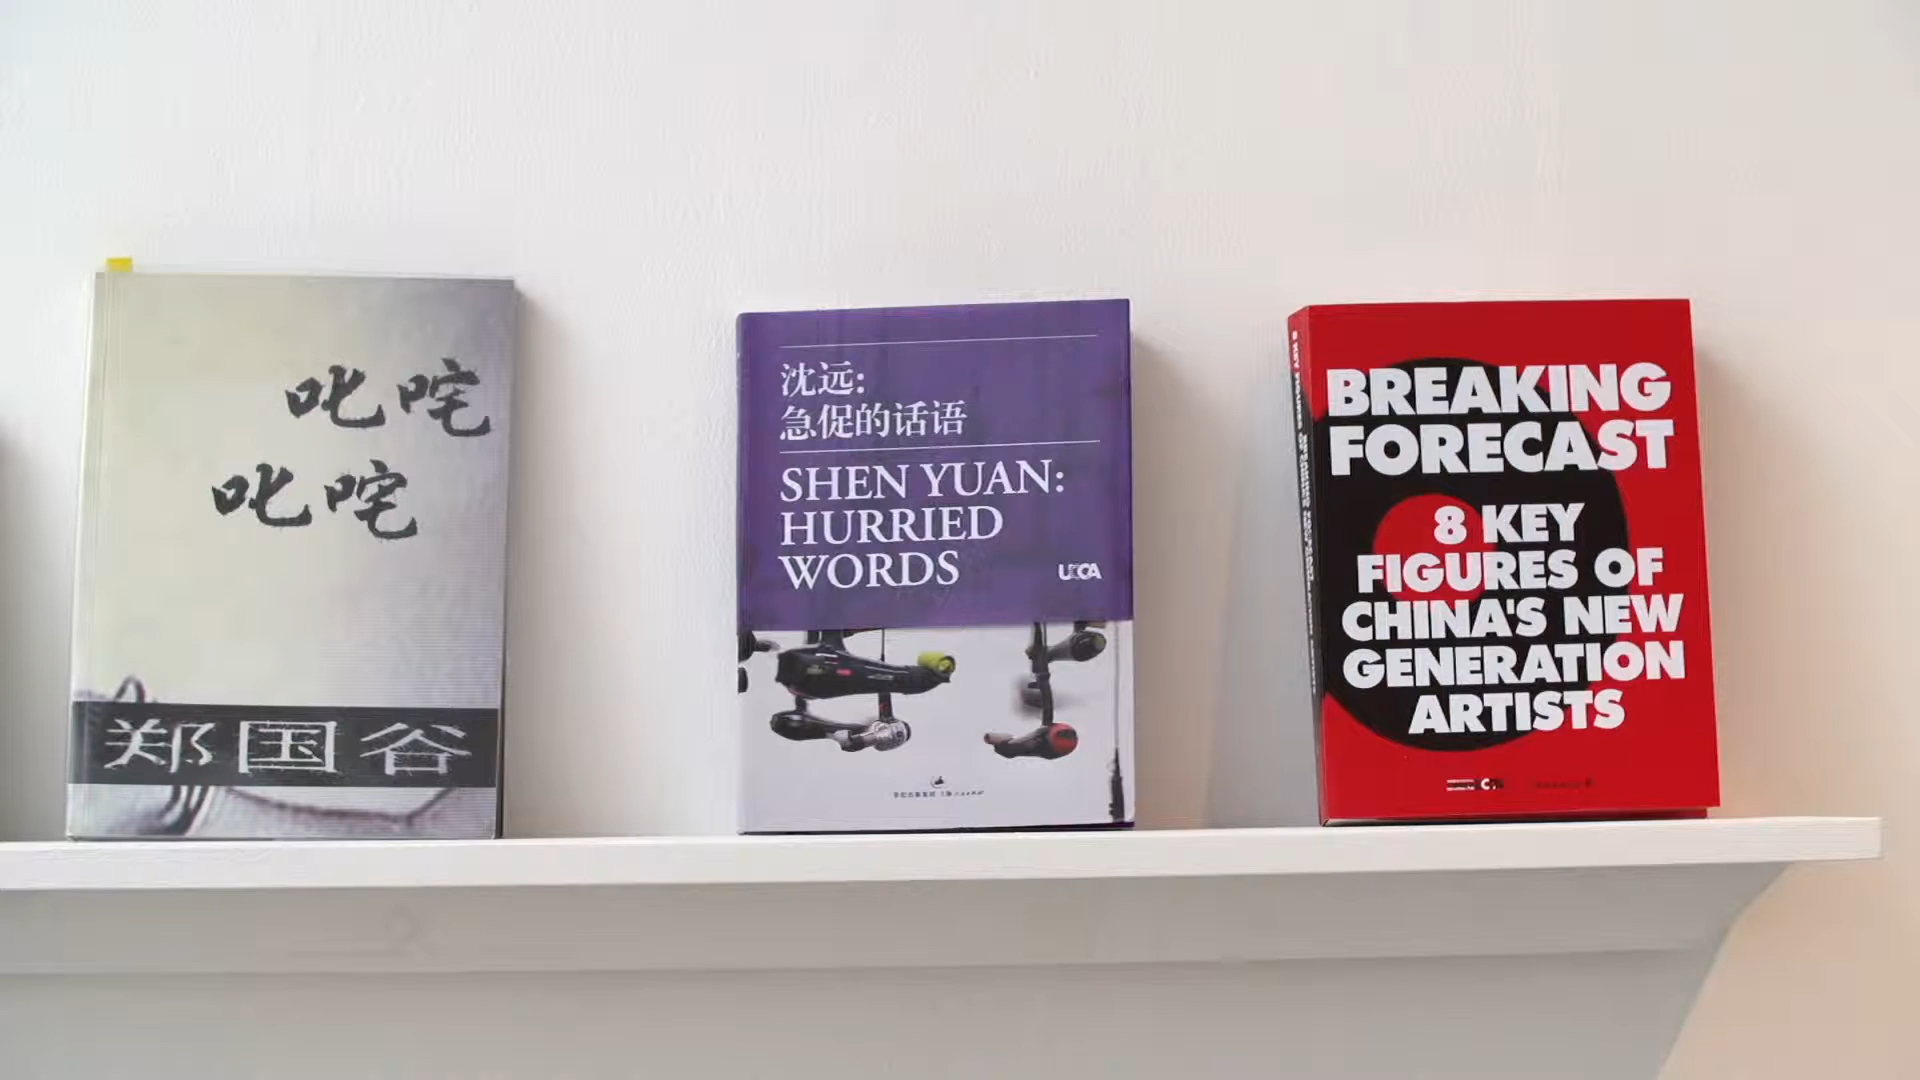 叱咤
叱咤
郑国谷
沈远:
急促的话语
SHEN YUAN:
HURRIED
WORDS
UCCA
BREAKING
FORECAST
8 KEY
FIGURES OF
CHINA'S NEW
GENERATION
ARTISTS